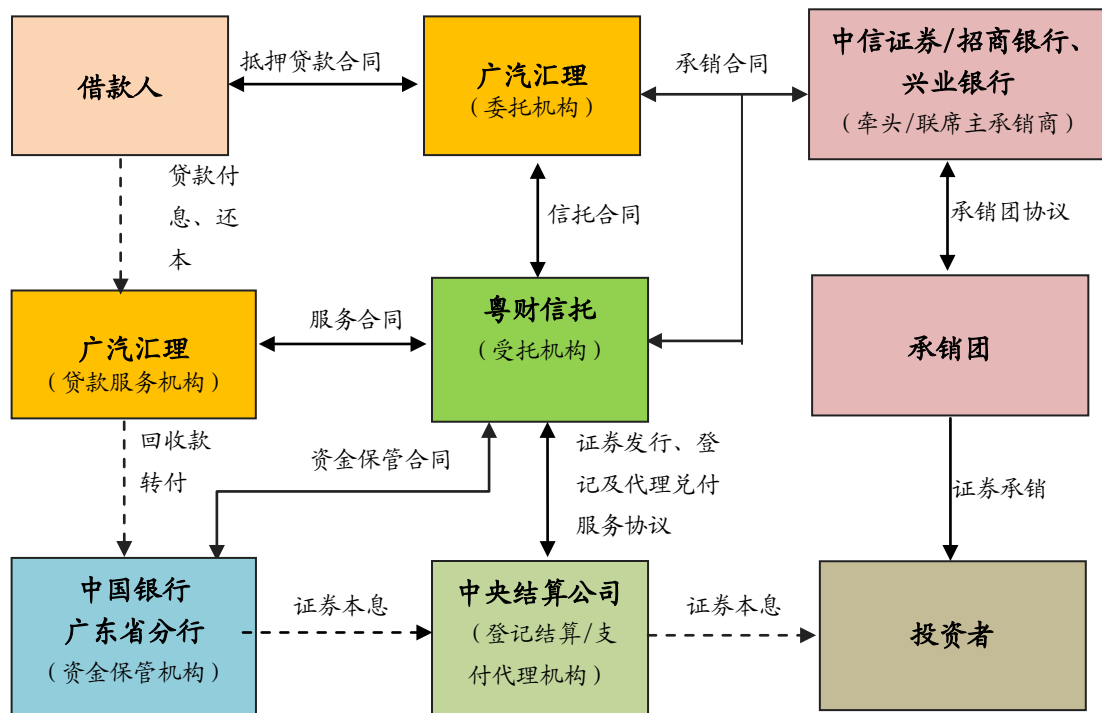 借款人
抵押贷款合同
广汽汇理
（委托机构）
承销合同
中信证券/招商银行、
兴业银行
（牵头/联席主承销商）
贷款付
息、还
本
信托合同
承销团协议
广汽汇理
（贷款服务机构）
服务合同
粤财信托
（受托机构）
承销团
回收款
转付
资金保管合同
证券发行、登
记及代理兑付
服务协议
证券承销
中国银行
广东省分行
（资金保管机构）
证券本息
中央结算公司
（登记结算/支
付代理机构）
证券本息
投资者